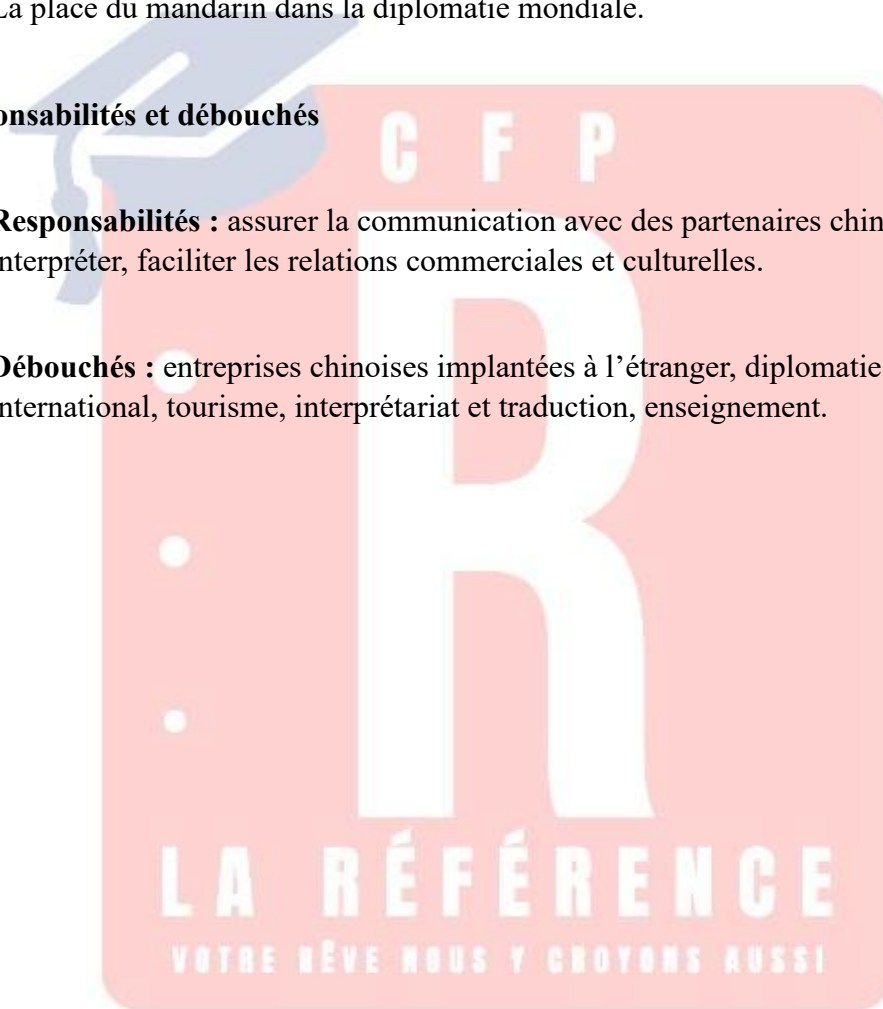 La place du mandarin dans la diplomatie mondiale.
onsabilités et débouchés
C F P
Responsabilités : assurer la communication avec des partenaires chin
nterpréter, faciliter les relations commerciales et culturelles.
Débouchés : entreprises chinoises implantées à l’étranger, diplomatie
nternational, tourisme, interprétariat et traduction, enseignement.
R
LA RÉFÉRENCE
VOTRE RÊVE NOUS Y CROYONS AUSSI